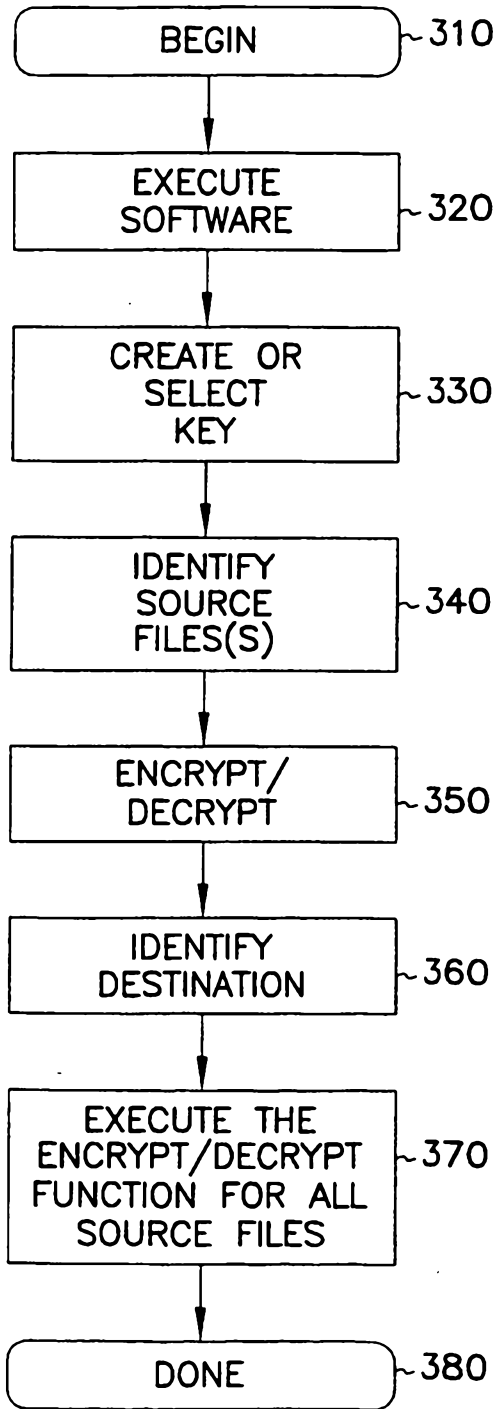 BEGIN
310
EXECUTE
SOFTWARE
320
CREATE OR
SELECT
KEY
330
IDENTIFY
SOURCE
FILES(S)
340
ENCRYPT/
DECRYPT
350
IDENTIFY
DESTINATION
360
EXECUTE THE
ENCRYPT/DECRYPT
FUNCTION FOR ALL
SOURCE FILES
370
DONE
380